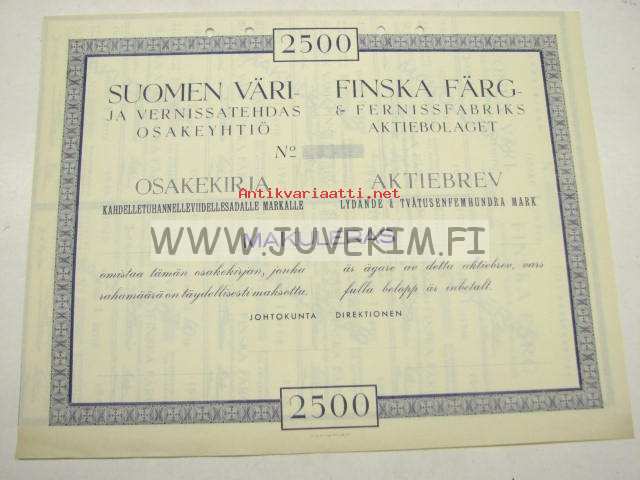 2500
SUOMEN VÄRI-
JA VERNISSATEHDAS
OSAKEYHTIÖ
FINSKA FÄRG-
& FERNISSFABRIKS
AKTIEBOLAGET
No
OSAKEKIRJA
KAHDELLETUHANNELLEVIIDELLESADALLE MARKALLE
AKTIEBREV
LYDANDE Å TVÅTUSENFEMHUNDRA MARK
Antikvariaatti.net
MAKULERAS
WWW.JUVEKIM.FI
omistaa tämän osakekirjan, jonka
rahamäärä on täydellisesti maksettu.
är ägare av detta aktiebrev, vars
fulla belopp är inbetalt.
JOHTOKUNTA DIREKTIONEN
2500